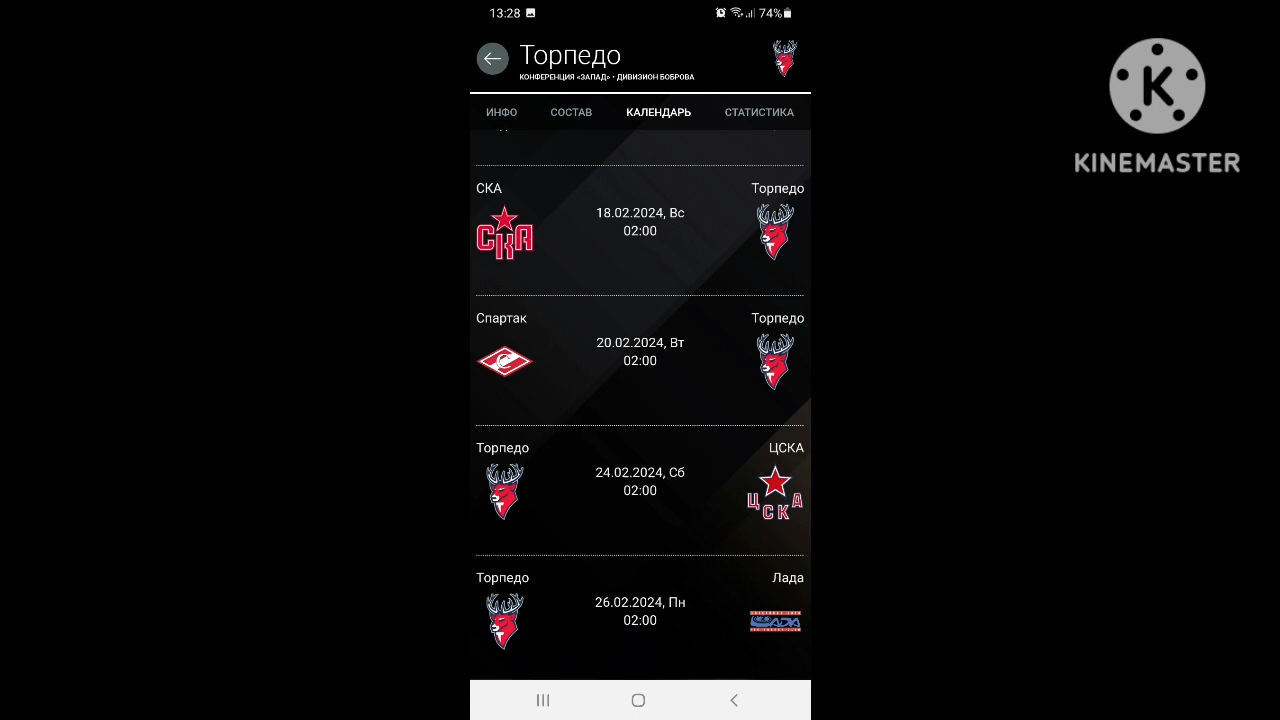 13:28
74%
Торпедо
КОНФЕРЕНЦИЯ «ЗАПАД» • ДИВИЗИОН БОБРОВА
ИНФО СОСТАВ КАЛЕНДАРЬ СТАТИСТИКА
СКА
18.02.2024, Вс
02:00
Торпедо
СКА
Спартак
20.02.2024, Вт
02:00
Торпедо
Торпедо
24.02.2024, Сб
02:00
ЦСКА
ЦСКА
Торпедо
26.02.2024, Пн
02:00
Лада
K
KINEMASTER